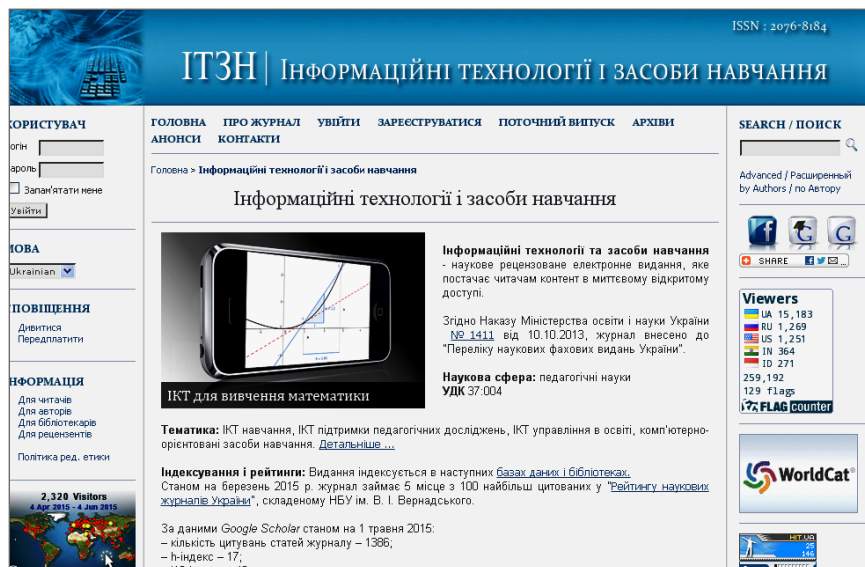 ISSN : 2076-8184
ІТЗН | Інформаційні технології і засоби навчання
КОРИСТУВАЧ
Запам'ятати мене
Увійти
МОВА
Ukrainian
Дивитися
Передплатити
Для читачів
Для авторів
Для бібліотекарів
Для рецензентів
Політика ред. етики
2,320 Visitors
4 Apr 2015 - 4 Jun 2015
ГОЛОВНА ПРО ЖУРНАЛ УВІЙТИ ЗАРЕЄСТРУВАТИСЯ ПОТОЧНИЙ ВИПУСК АРХІВИ
АНОНСИ КОНТАКТИ
Головна > Інформаційні технології і засоби навчання
Інформаційні технології і засоби навчання
ІКТ для вивчення математики
Інформаційні технології та засоби навчання
- наукове рецензоване електронне видання, яке
постачає читачам контент в миттєвому відкритому
доступі.
Згідно Наказу Міністерства освіти і науки України
№ 1411 від 10.10.2013, журнал внесено до
"Переліку наукових фахових видань України".
Наукова сфера: педагогічні науки
УДК 37:004
Тематика: ІКТ навчання, ІКТ підтримки педагогічних досліджень, ІКТ управління в освіті, комп'ютерно-
орієнтовані засоби навчання. Детальніше ...
Індексування і рейтинги: Видання індексується в наступних базах даних і бібліотеках.
Станом на березень 2015 р. журнал займає 5 місце з 100 найбільш цитованих у "Рейтингу наукових
журналів України", складеному НБУ ім. В. І. Вернадського.
За даними Google Scholar станом на 1 травня 2015:
– кількість цитувань статей журналу – 1386;
– h-індекс – 17;
SEARCH / ПОИСК
Advanced / Расширенный
by Authors / по Автору
SHARE
Viewers
UA 15,183
RU 1,269
US 1,251
IN 364
ID 271
259,192
129 flags
FLAG counter
WorldCat
HIT.UA
25
146